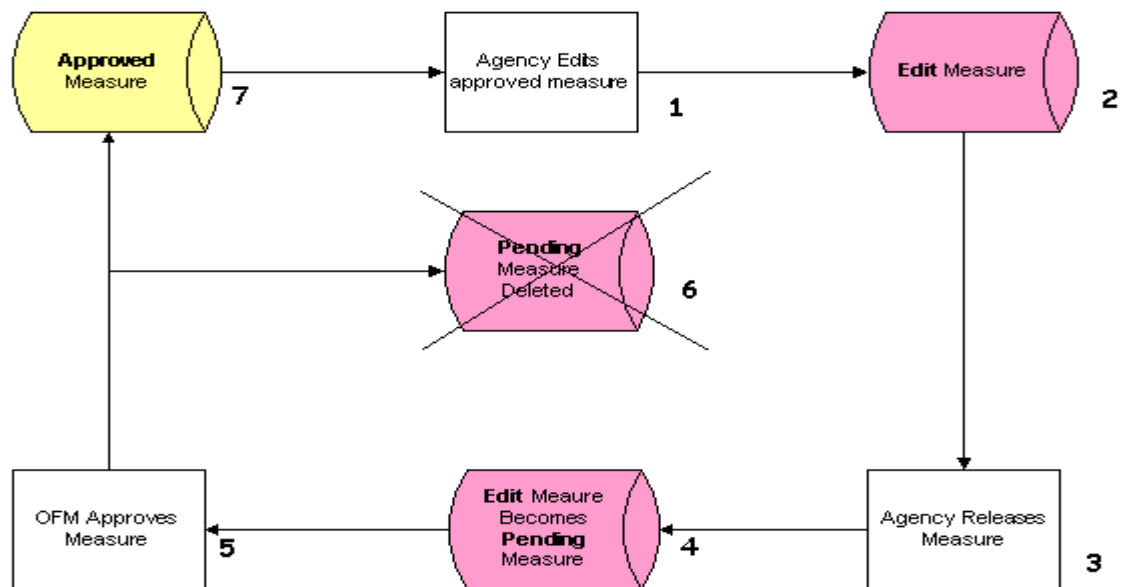 Approved
Measure
7
Agency Edits
approved measure
1
Edit Measure
2
Pending
Measure
Deleted
6
OFM Approves
Measure
5
Edit Meaure
Becomes
Pending
Measure
4
Agency Releases
Measure
3